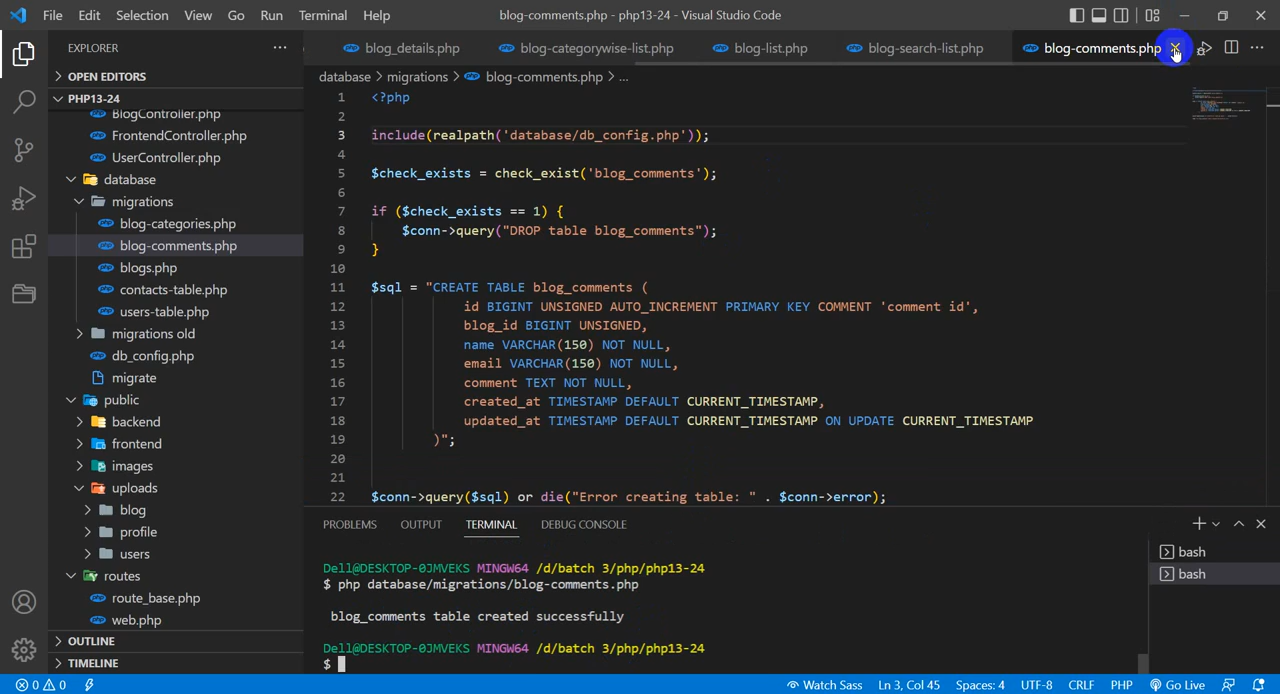 File Edit Selection View Go Run Terminal Help blog-comments.php - php13-24 - Visual Studio Code
EXPLORER
OPEN EDITORS
PHP13-24
BlogController.php
FrontendController.php
UserController.php
database
migrations
blog-categories.php
blog-comments.php
blogs.php
contacts-table.php
users-table.php
migrations old
db_config.php
migrate
public
backend
frontend
images
uploads
blog
profile
users
routes
route_base.php
web.php
OUTLINE
TIMELINE
blog_details.php blog-categorywise-list.php blog-list.php blog-search-list.php blog-comments.php
database > migrations > blog-comments.php > ...
1 <?php
2
3 include(realpath('database/db_config.php'));
4
5 $check_exists = check_exist('blog_comments');
6
7 if ($check_exists == 1) {
8 $conn->query("DROP table blog_comments");
9 }
10
11 $sql = "CREATE TABLE blog_comments (
12 id BIGINT UNSIGNED AUTO_INCREMENT PRIMARY KEY COMMENT 'comment id',
13 blog_id BIGINT UNSIGNED,
14 name VARCHAR(150) NOT NULL,
15 email VARCHAR(150) NOT NULL,
16 comment TEXT NOT NULL,
17 created_at TIMESTAMP DEFAULT CURRENT_TIMESTAMP,
18 updated_at TIMESTAMP DEFAULT CURRENT_TIMESTAMP ON UPDATE CURRENT_TIMESTAMP
19 )";
20
21
22 $conn->query($sql) or die("Error creating table: " . $conn->error);
PROBLEMS OUTPUT TERMINAL DEBUG CONSOLE
Dell@DESKTOP-0JMVEKS MINGW64 /d/batch 3/php/php13-24
$ php database/migrations/blog-comments.php
blog_comments table created successfully
Dell@DESKTOP-0JMVEKS MINGW64 /d/batch 3/php/php13-24
$
bash
bash
0 0 Watch Sass Ln 3, Col 45 Spaces: 4 UTF-8 CRLF PHP Go Live